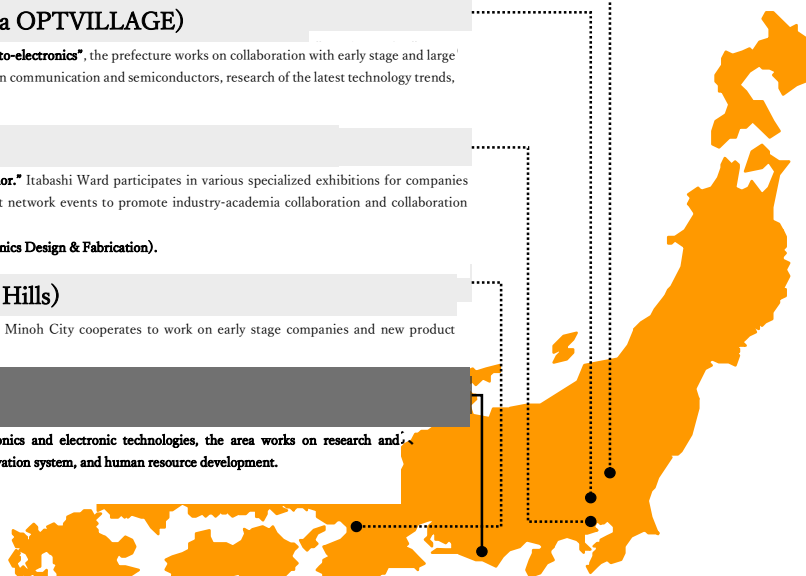 a OPTVILLAGE)
to-electronics”, the prefecture works on collaboration with early stage and large
n communication and semiconductors, research of the latest technology trends,
or.” Itabashi Ward participates in various specialized exhibitions for companies
t network events to promote industry-academia collaboration and collaboration
nics Design & Fabrication).
Hills)
Minoh City cooperates to work on early stage companies and new product
onics and electronic technologies, the area works on research and
vation system, and human resource development.